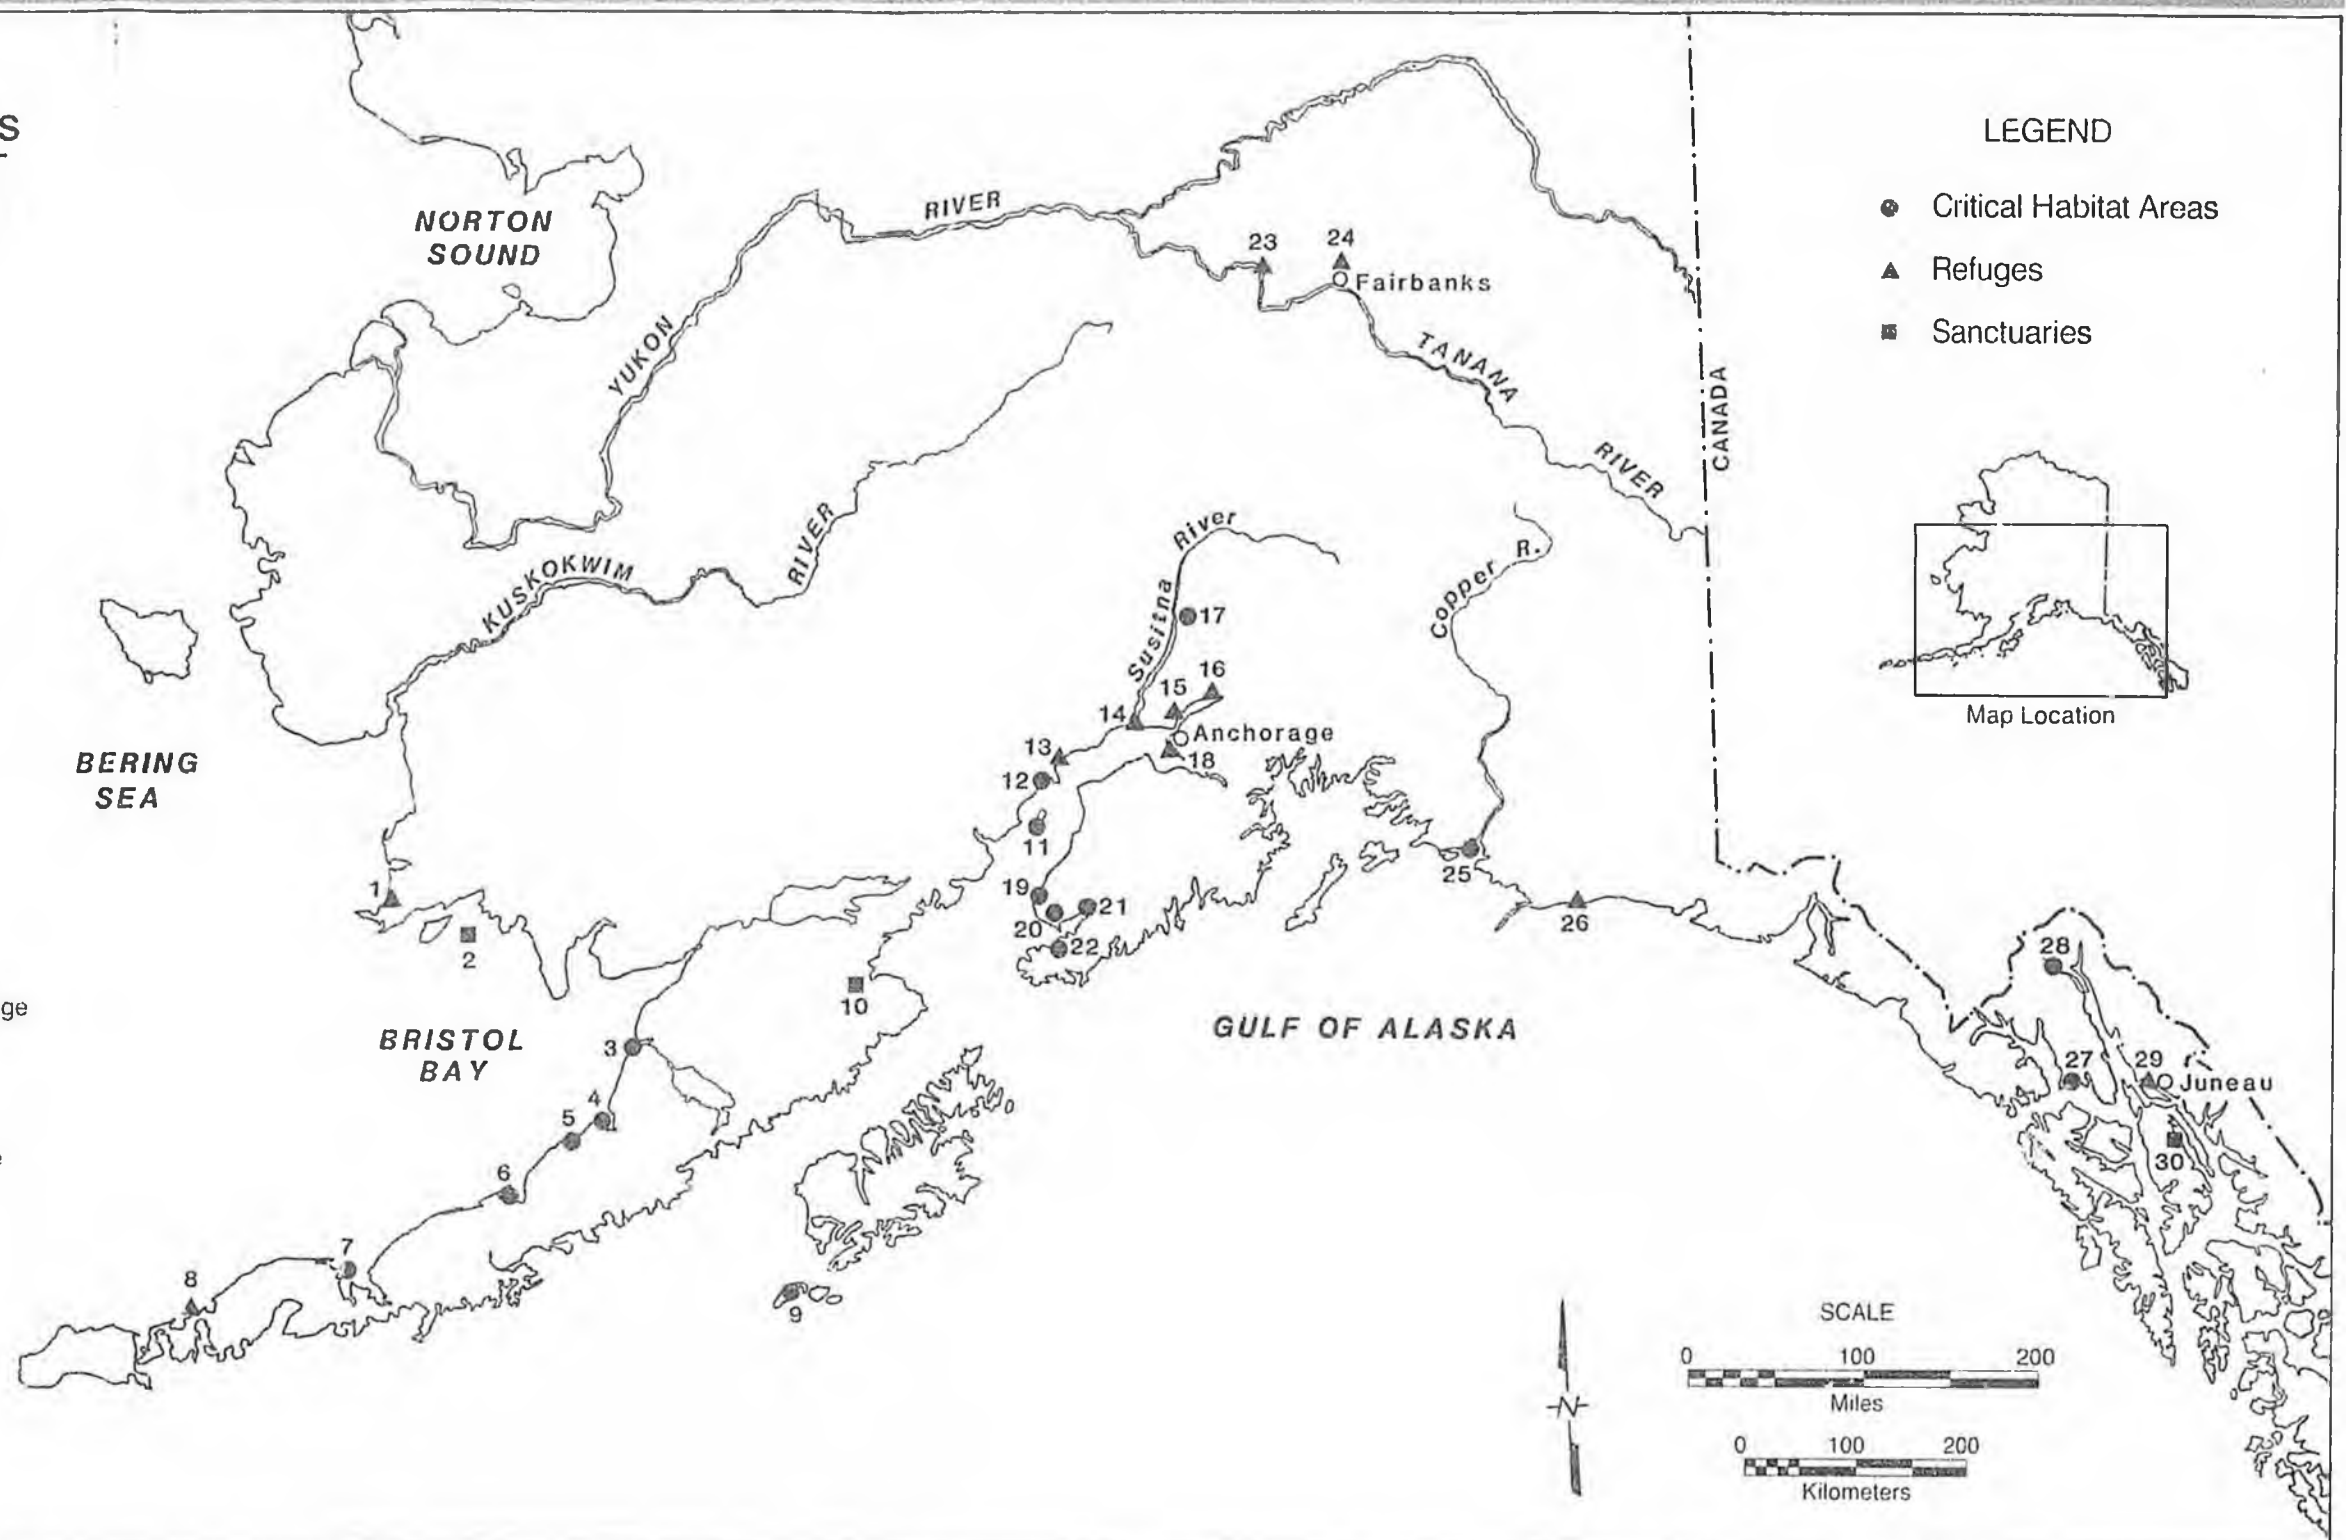 S
ge
e
NORTON
SOUND
YUKON
RIVER
KUSKOKWIM
RIVER
BERING
SEA
BRISTOL
BAY
GULF OF ALASKA
TANANA
RIVER
Fairbanks
Susitna River
Copper R.
Anchorage
Juneau
CANADA
1
2
3
4
5
6
7
8
9
10
11
12
13
14
15
16
17
18
19
20
21
22
23
24
25
26
27
28
29
30
LEGEND
Critical Habitat Areas
Refuges
Sanctuaries
Map Location
N
SCALE
0 100 200
Miles
0 100 200
Kilometers